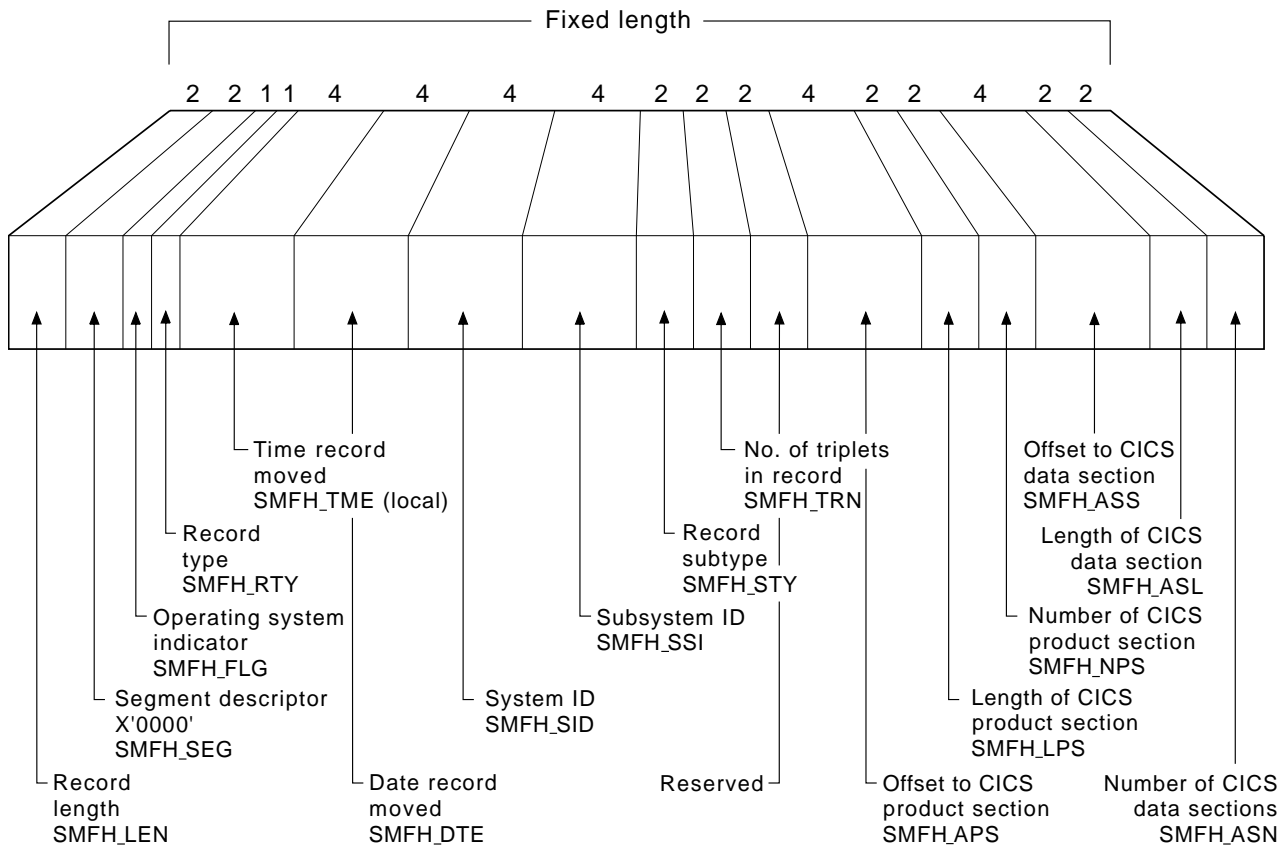 Fixed length
2 2 1 1 4 4 4 4 2 2 2 4 2 2 4 2 2
Time record
moved
SMFH_TME (local)
No. of triplets
in record
SMFH_TRN
Offset to CICS
data section
SMFH_ASS
Record
type
SMFH_RTY
Record
subtype
SMFH_STY
Length of CICS
data section
SMFH_ASL
Operating system
indicator
SMFH_FLG
Subsystem ID
SMFH_SSI
Number of CICS
product section
SMFH_NPS
Segment descriptor
X'0000'
SMFH_SEG
System ID
SMFH_SID
Length of CICS
product section
SMFH_LPS
Record
length
SMFH_LEN
Date record
moved
SMFH_DTE
Reserved
Offset to CICS
product section
SMFH_APS
Number of CICS
data sections
SMFH_ASN